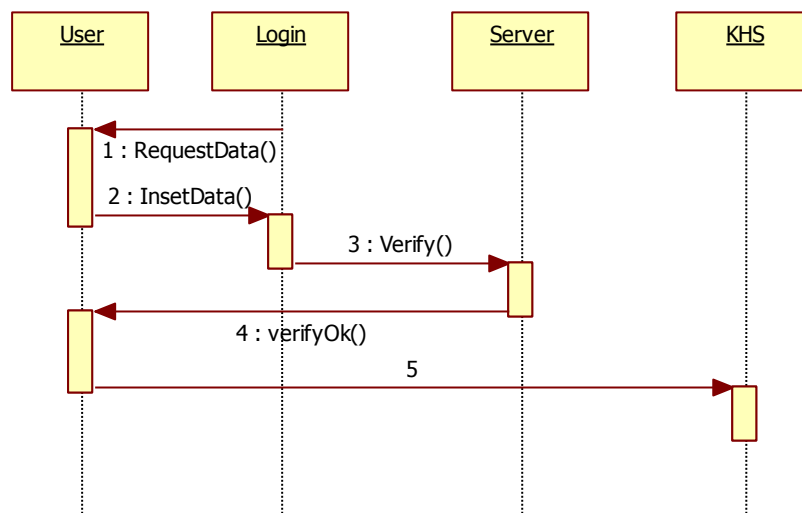 User
Login
Server
KHS
1 : RequestData()
2 : InsetData()
3 : Verify()
4 : verifyOk()
5